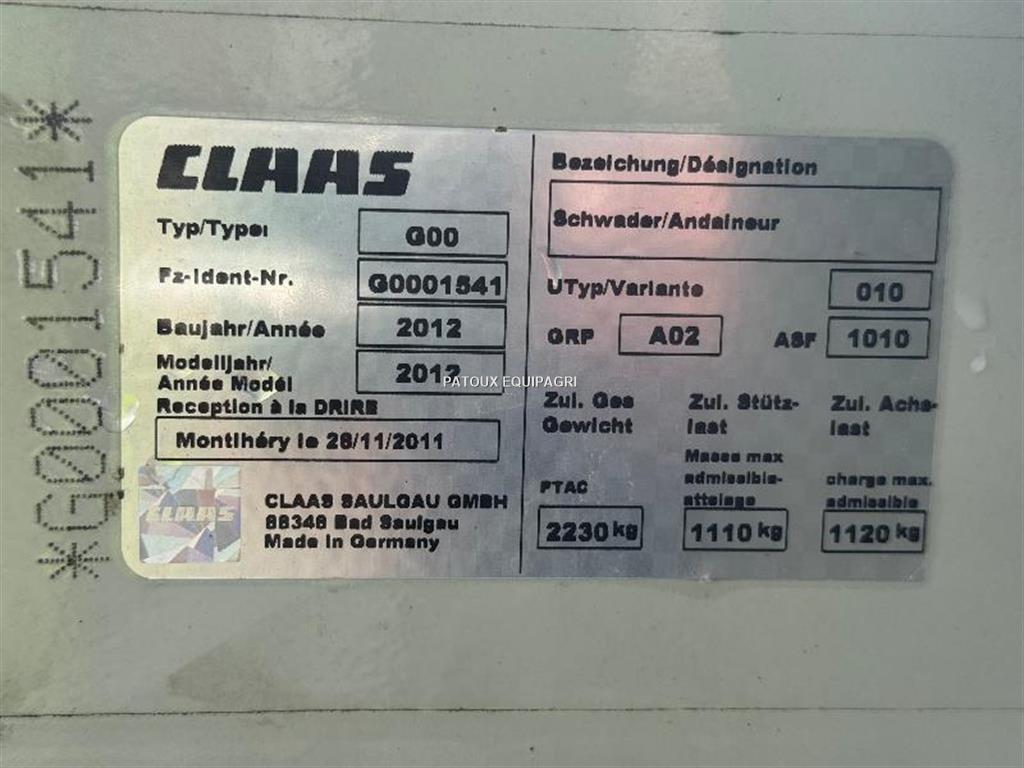 *G0001541*
CLAAS
Typ/Type:
G00
Fz-Ident-Nr.
G0001541
Baujahr/Année
2012
Modelljahr/
Année Modél
2012
Reception à la DRIRE
Montlhéry le 28/11/2011
CLAAS
CLAAS SAULGAU GMBH
88348 Bad Saulgau
Made in Germany
Bezeichung/Désignation
Schwader/Andaineur
UTyp/Variante
010
GRP
A02
ASF
1010
Zul. Ges
Gewicht
PTAC
2230 kg
Zul. Stütz-
last
Masse max
admissible-
attelage
1110 kg
Zul. Achs-
last
charge max.
admissible
1120 kg
PATOUX EQUIPAGRI